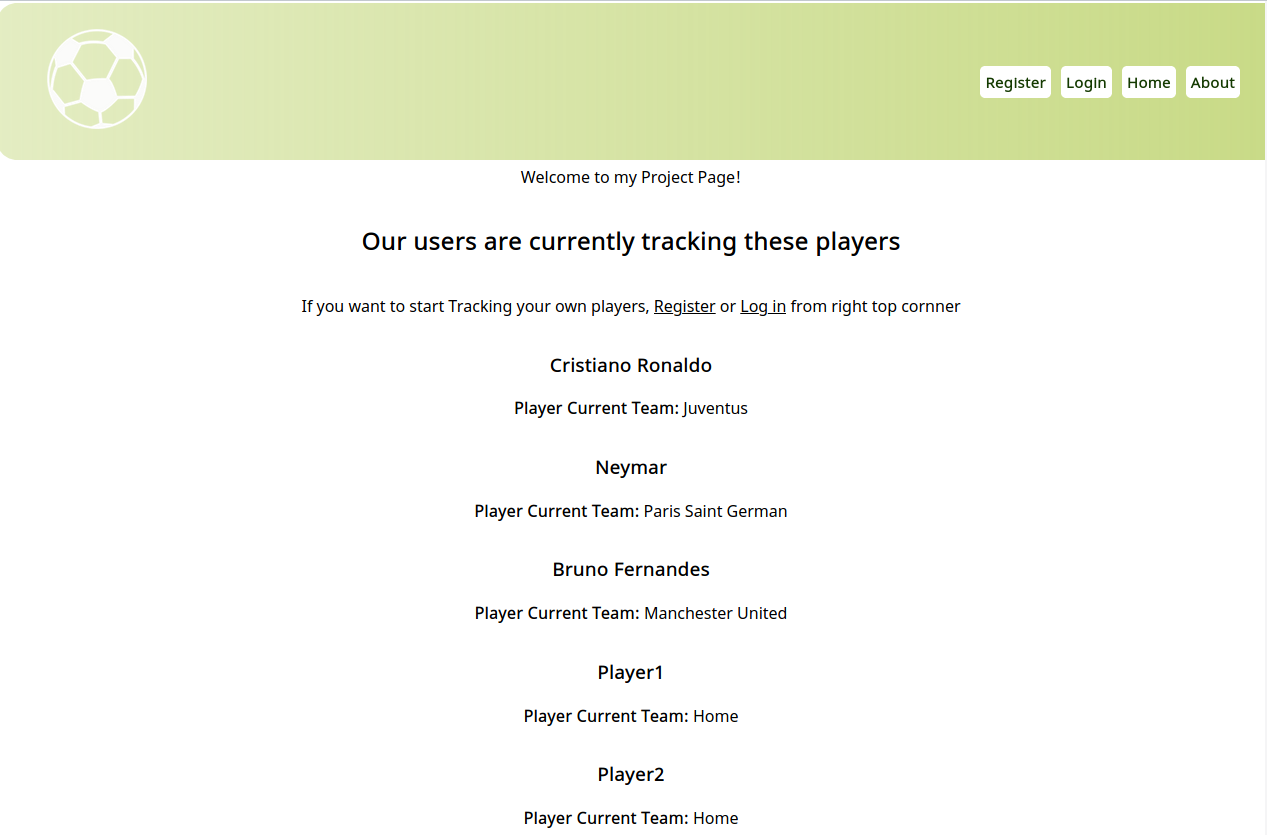 Register Login Home About
Welcome to my Project Page!
Our users are currently tracking these players
If you want to start Tracking your own players, Register or Log in from right top cornner
Cristiano Ronaldo
Player Current Team: Juventus
Neymar
Player Current Team: Paris Saint German
Bruno Fernandes
Player Current Team: Manchester United
Player1
Player Current Team: Home
Player2
Player Current Team: Home